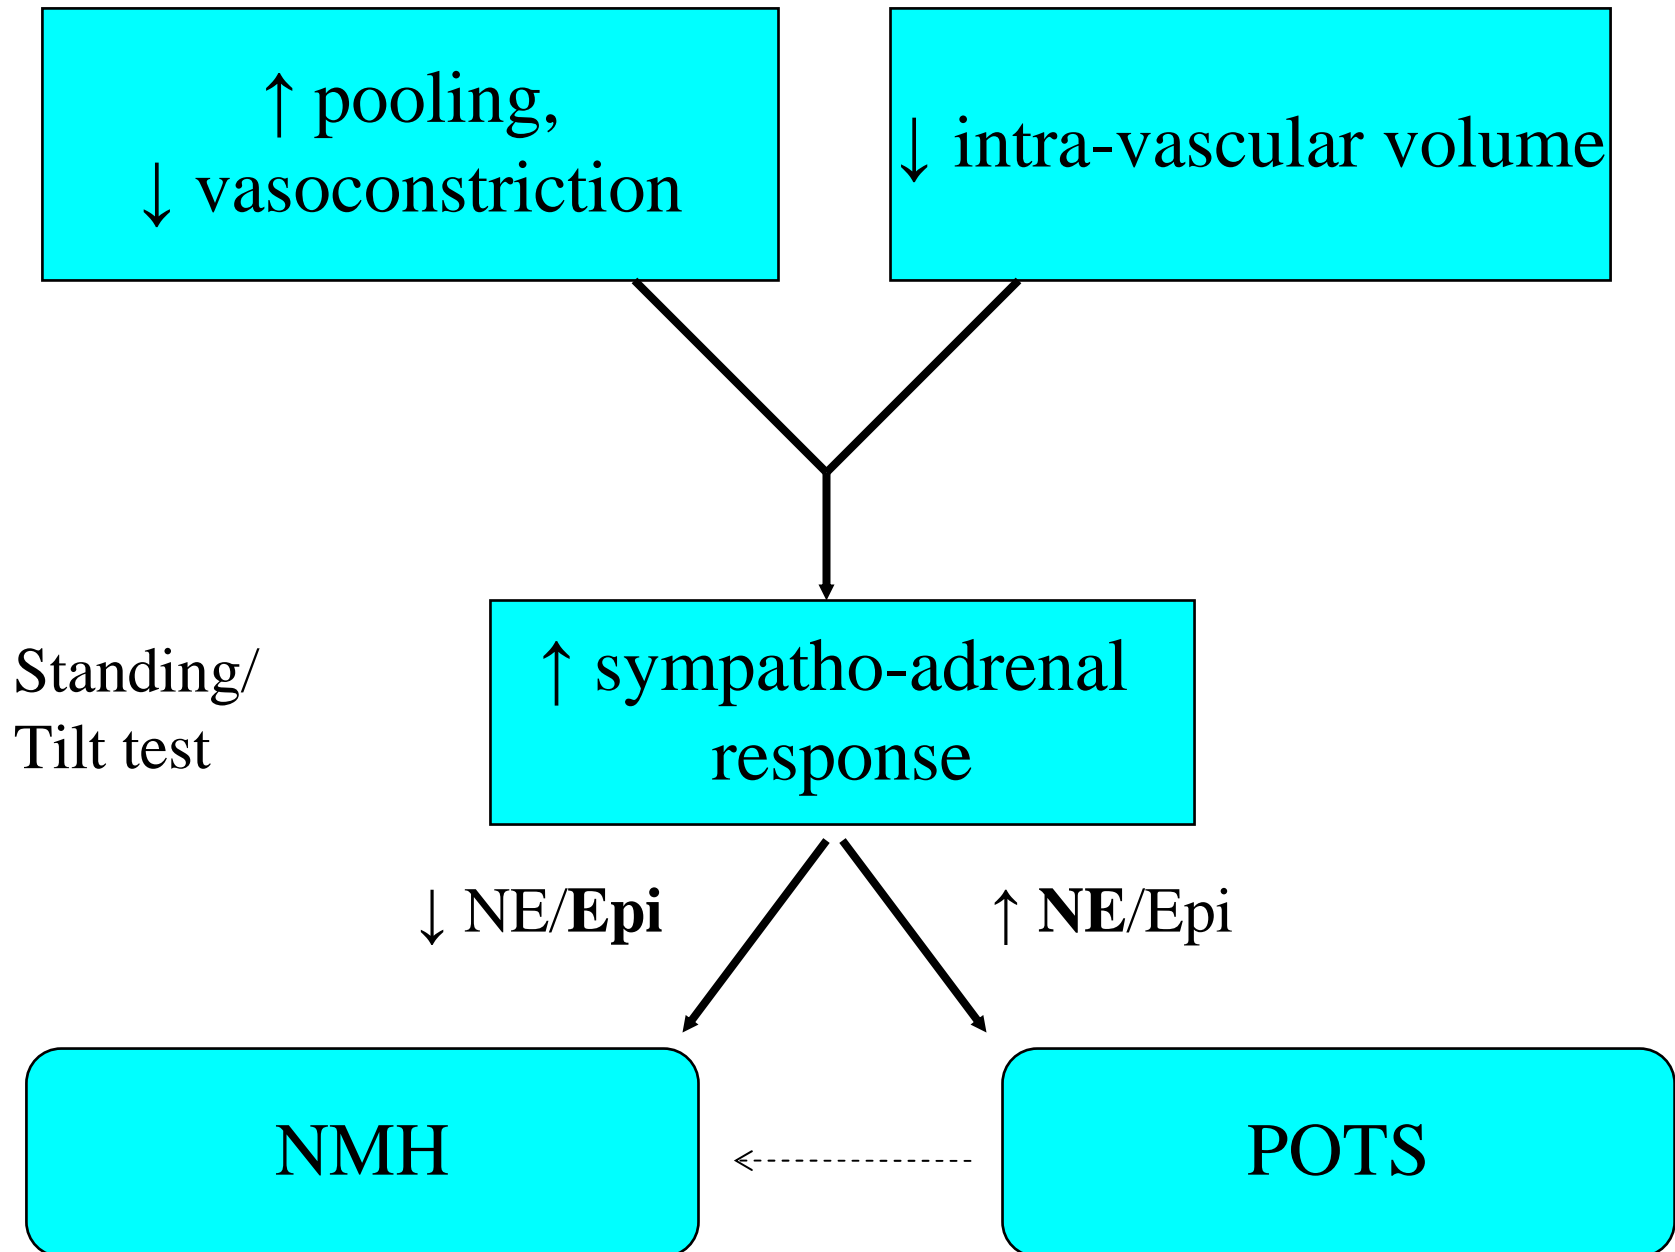 ↑ pooling,
↓ vasoconstriction
↓ intra-vascular volume
Standing/
Tilt test
↑ sympatho-adrenal
response
↓ NE/Epi
↑ NE/Epi
NMH
POTS